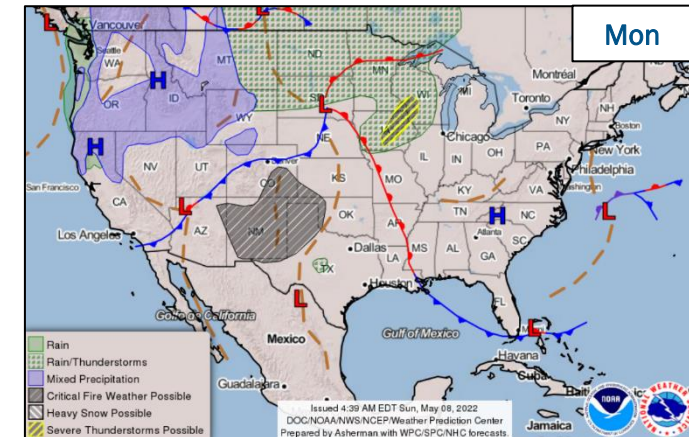 Mon
Vancouver
Seattle
WA
MT
ND
MN
Montréal
OR
ID
SD
WI
MI
Toronto
NH
WY
NY
Boston
NE
Chicago
PA
New York
NV
UT
Denver
IL
IN
OH
Philadelphia
San Francisco
CO
KS
MO
KY
VA
Washington
CA
Los Angeles
AZ
NM
OK
AR
TN
NC
Atlanta
SC
Dallas
MS
AL
GA
LA
TX
Houston
FL
Golfo de California
Mexico
Gulf of Mexico
Miami
Havana
Cuba
Guadalajara
Jamaica
H
H
H
L
L
L
L
L
L
L
Rain
Rain/Thunderstorms
Mixed Precipitation
Critical Fire Weather Possible
Heavy Snow Possible
Severe Thunderstorms Possible
Issued 4:39 AM EDT Sun, May 08, 2022
DOC/NOAA/NWS/NCEP/Weather Prediction Center
Prepared by Asherman with WPC/SPC/NHC forecasts.
NOAA